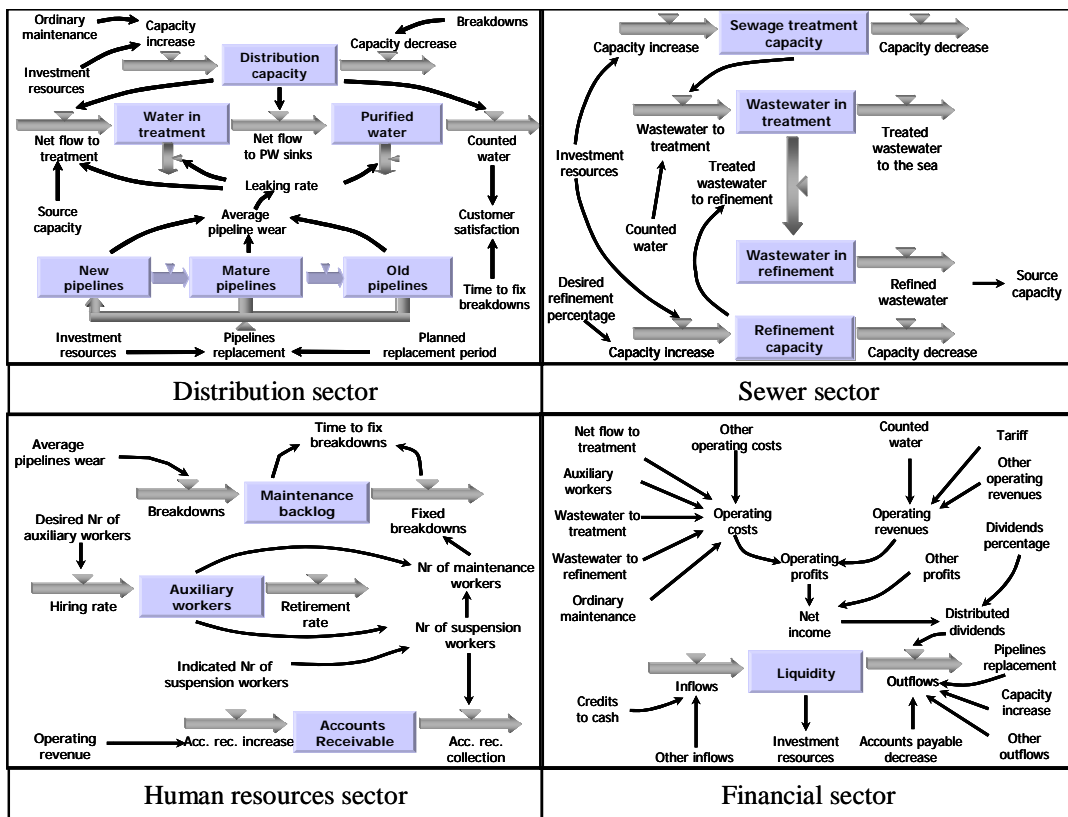 Ordinary
maintenance
Capacity
increase
Breakdowns
Capacity decrease
Distribution
capacity
Investment
resources
Water in
treatment
Purified
water
Net flow to
treatment
Net flow
to PW sinks
Counted
water
Leaking rate
Source
capacity
Average
pipeline wear
Customer
satisfaction
New
pipelines
Mature
pipelines
Old
pipelines
Time to fix
breakdowns
Investment
resources
Pipelines
replacement
Planned
replacement period
Distribution sector
Sewage treatment
capacity
Capacity increase
Capacity decrease
Wastewater in
treatment
Wastewater to
treatment
Treated
wastewater
to the sea
Investment
resources
Treated
wastewater
to refinement
Counted
water
Wastewater
in refinement
Desired
refinement
percentage
Refined
wastewater
Source
capacity
Refinement
capacity
Capacity increase
Capacity decrease
Sewer sector
Average
pipelines wear
Time to fix
breakdowns
Maintenance
backlog
Breakdowns
Fixed
breakdowns
Desired Nr of
auxiliary workers
Nr of maintenance
workers
Auxiliary
workers
Hiring rate
Retirement
rate
Nr of suspension
workers
Indicated Nr of
suspension workers
Operating
revenue
Acc. rec. increase
Accounts
Receivable
Acc. rec.
collection
Human resources sector
Net flow to
treatment
Other
operating costs
Counted
water
Tariff
Auxiliary
workers
Other
operating
revenues
Wastewater to
treatment
Operating
costs
Operating
revenues
Dividends
percentage
Wastewater to
refinement
Operating
profits
Other
profits
Ordinary
maintenance
Net
income
Distributed
dividends
Liquidity
Pipelines
replacement
Inflows
Outflows
Credits
to cash
Capacity
increase
Other inflows
Investment
resources
Accounts payable
decrease
Other
outflows
Financial sector